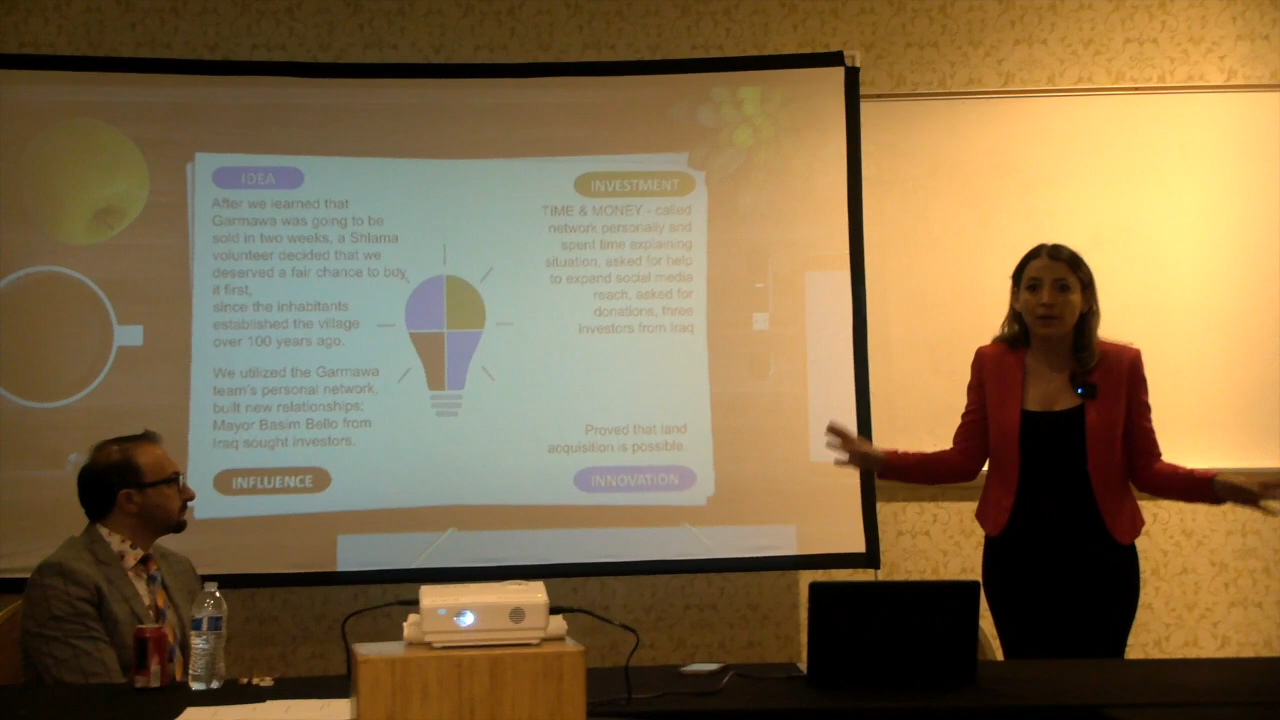 IDEA
After we learned that
Garmawa was going to be
sold in two weeks, a Shlama
volunteer decided that we
deserved a fair chance to buy
it first,
since the inhabitants
established the village
over 100 years ago.
We utilized the Garmawa
team's personal network,
built new relationships;
Mayor Basim Bello from
Iraq sought investors.
INFLUENCE
INVESTMENT
TIME & MONEY - called
network personally and
spent time explaining
situation, asked for help
to expand social media
reach, asked for
donations, three
investors from Iraq
Proved that land
acquisition is possible.
INNOVATION